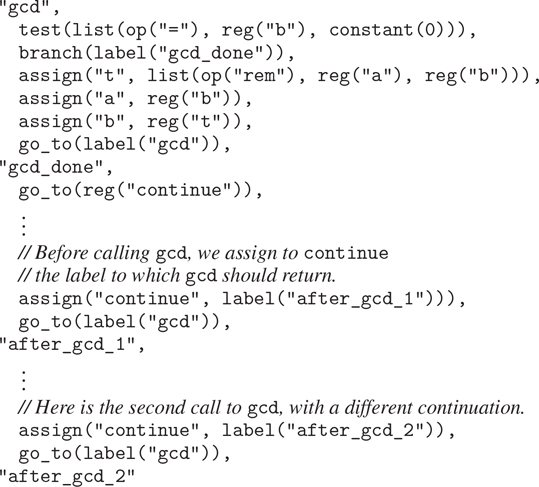 "gcd",
  test(list(op("="), reg("b"), constant(0))),
  branch(label("gcd_done")),
  assign("t", list(op("rem"), reg("a"), reg("b"))),
  assign("a", reg("b")),
  assign("b", reg("t")),
  go_to(label("gcd")),
"gcd_done",
  go_to(reg("continue")),
  ⋮
  // Before calling gcd, we assign to continue
  // the label to which gcd should return.
  assign("continue", label("after_gcd_1"))),
  go_to(label("gcd")),
"after_gcd_1",
  ⋮
  // Here is the second call to gcd, with a different continuation.
  assign("continue", label("after_gcd_2")),
  go_to(label("gcd")),
"after_gcd_2"